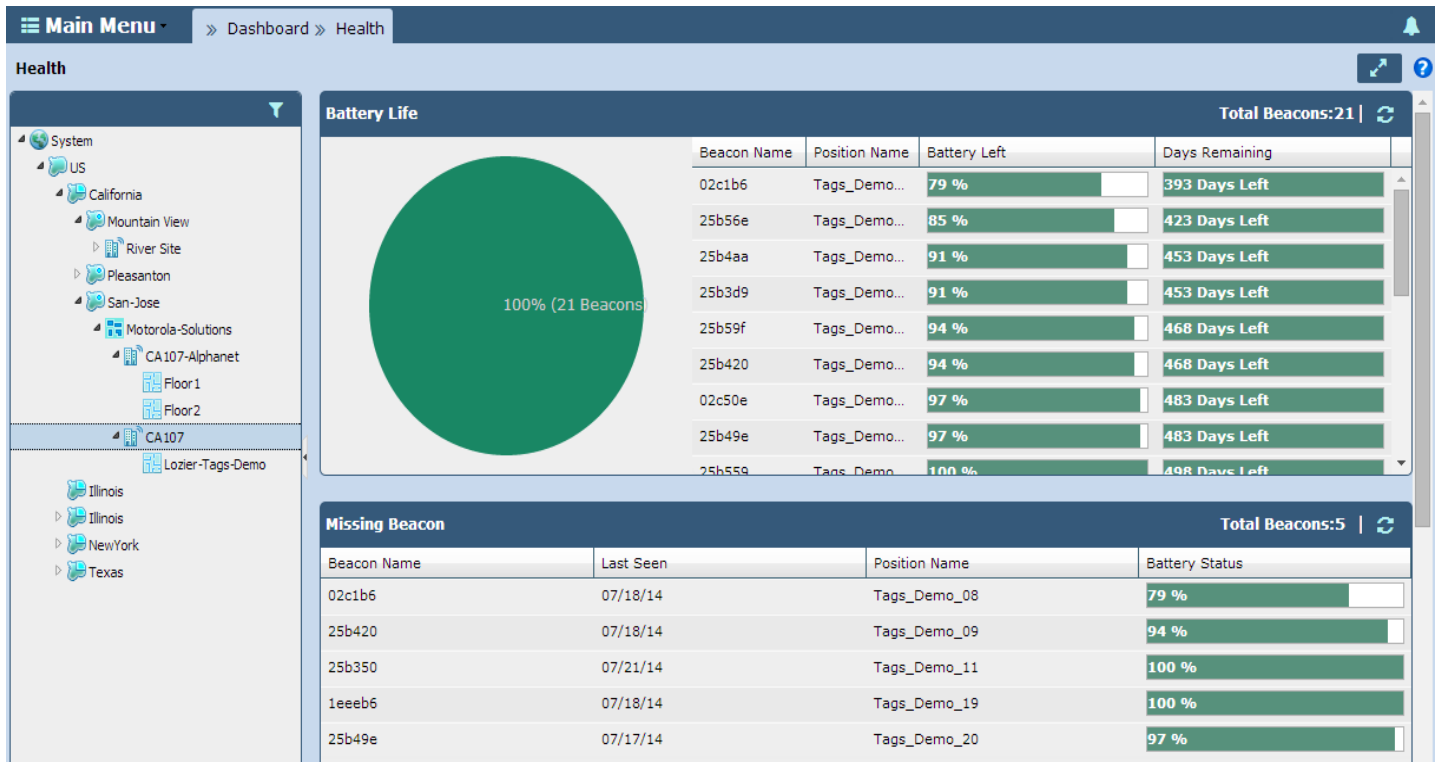 Main Menu
» Dashboard » Health
Health
System
US
California
Mountain View
River Site
Pleasanton
San-Jose
Motorola-Solutions
CA107-Alphanet
Floor1
Floor2
CA107
Lozier-Tags-Demo
Illinois
Illinois
NewYork
Texas
Battery Life Total Beacons:21 |
100% (21 Beacons)
Beacon Name Position Name Battery Left Days Remaining
02c1b6 Tags_Demo... 79 % 393 Days Left
25b56e Tags_Demo... 85 % 423 Days Left
25b4aa Tags_Demo... 91 % 453 Days Left
25b3d9 Tags_Demo... 91 % 453 Days Left
25b59f Tags_Demo... 94 % 468 Days Left
25b420 Tags_Demo... 94 % 468 Days Left
02c50e Tags_Demo... 97 % 483 Days Left
25b49e Tags_Demo... 97 % 483 Days Left
25b559 Tags_Demo 100 % 498 Days Left
Missing Beacon Total Beacons:5 |
Beacon Name Last Seen Position Name Battery Status
02c1b6 07/18/14 Tags_Demo_08 79 %
25b420 07/18/14 Tags_Demo_09 94 %
25b350 07/21/14 Tags_Demo_11 100 %
1eeeb6 07/18/14 Tags_Demo_19 100 %
25b49e 07/17/14 Tags_Demo_20 97 %